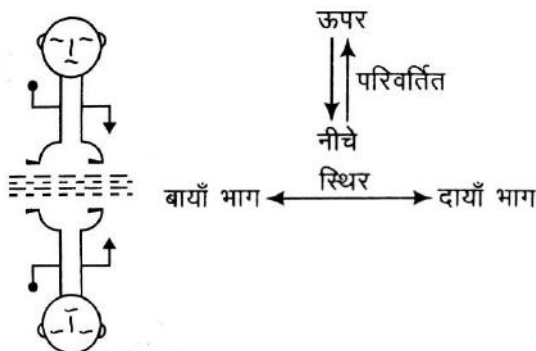 ऊपर
परिवर्तित
नीचे
स्थिर
बायाँ भाग दायाँ भाग